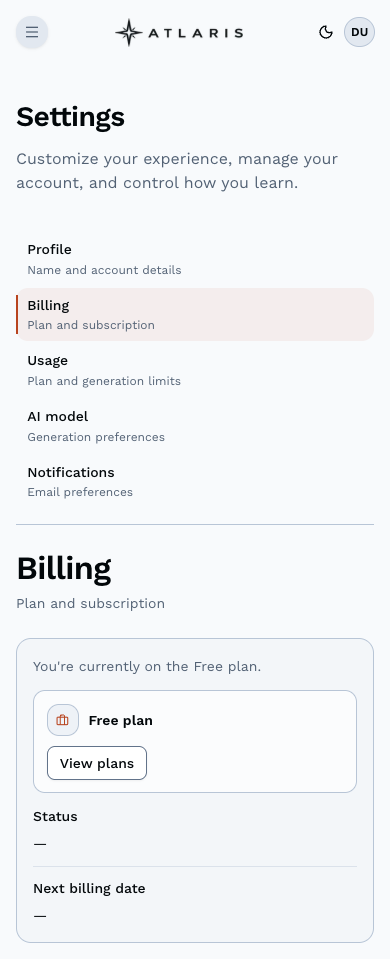 ATLARIS
DU
Settings
Customize your experience, manage your
account, and control how you learn.
Profile
Name and account details
Billing
Plan and subscription
Usage
Plan and generation limits
AI model
Generation preferences
Notifications
Email preferences
Billing
Plan and subscription
You're currently on the Free plan.
Free plan
View plans
Status
—
Next billing date
—